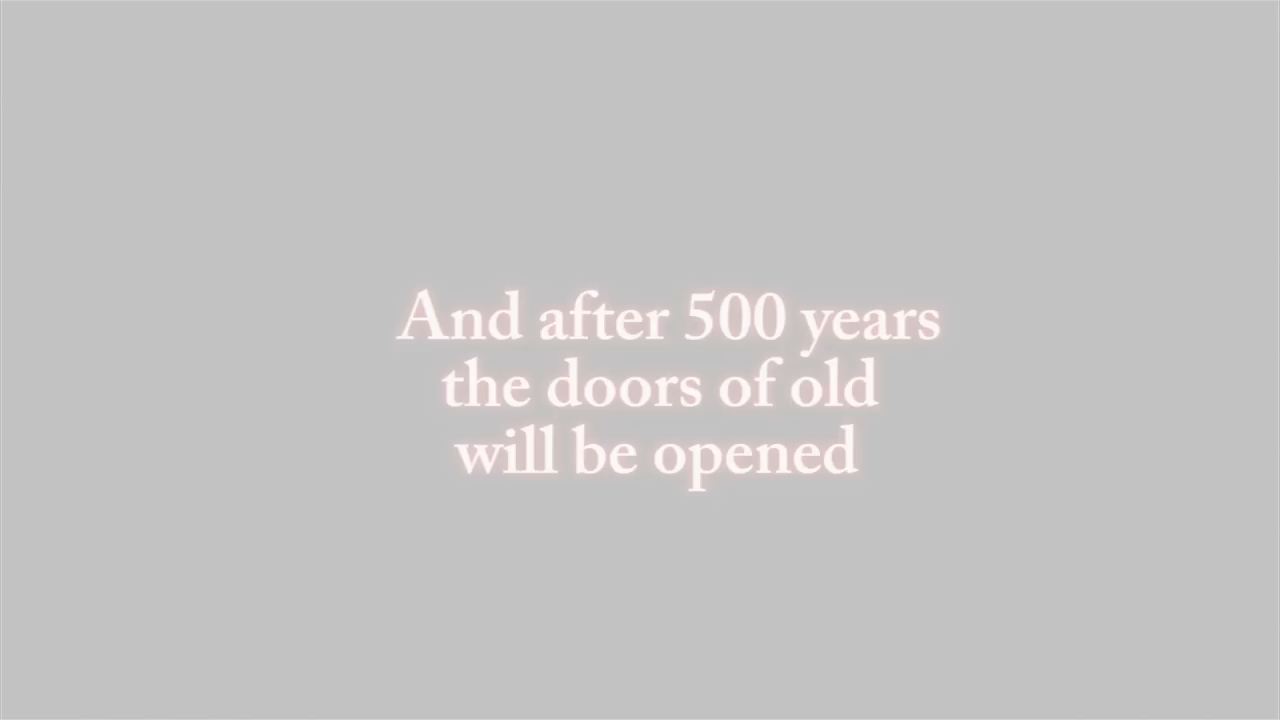 And after 500 years
the doors of old
will be opened